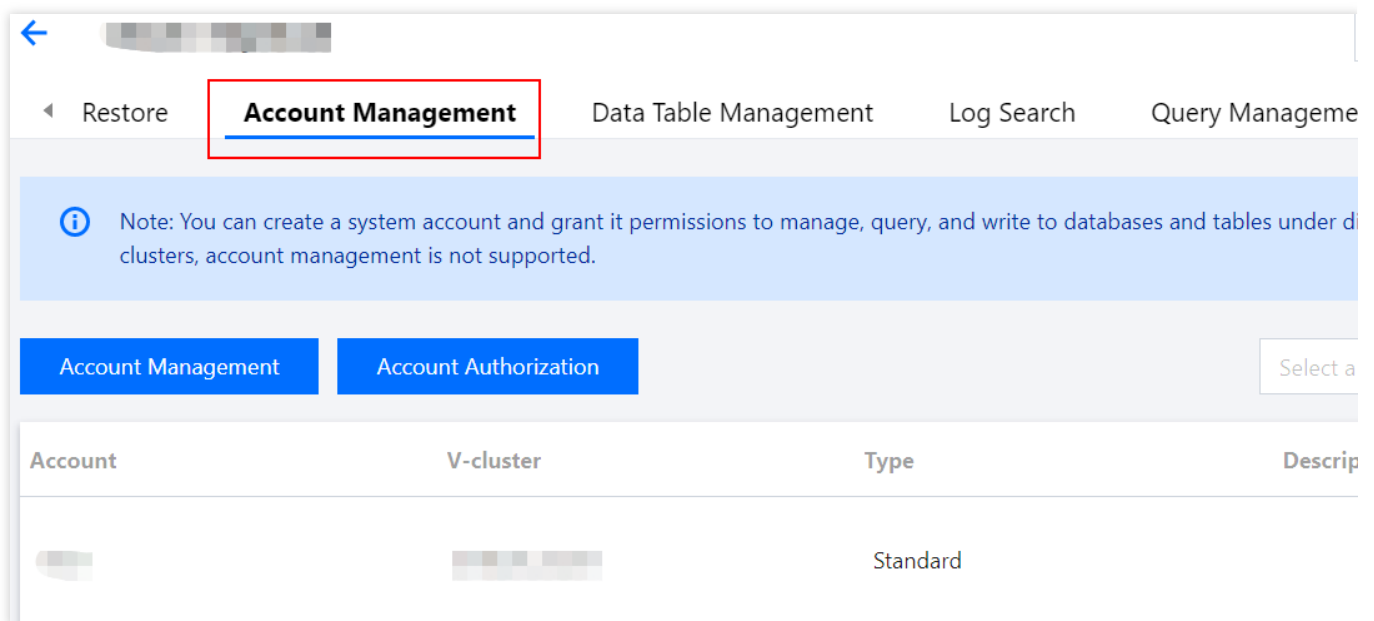 Restore Account Management Data Table Management Log Search Query Manageme
Note: You can create a system account and grant it permissions to manage, query, and write to databases and tables under di
clusters, account management is not supported.
Account Management Account Authorization Select a
Account V-cluster Type Descrip
Standard